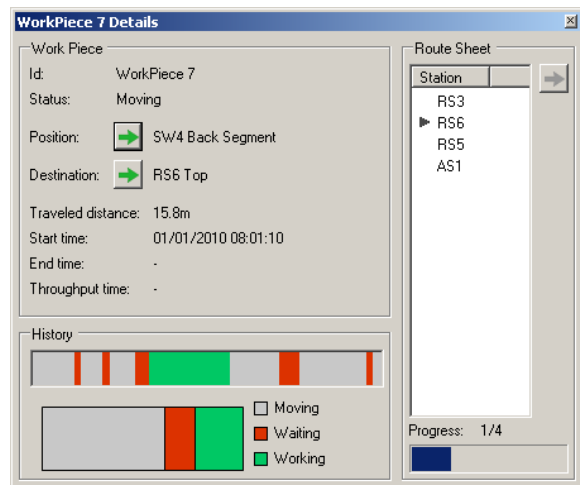 WorkPiece 7 Details
Work Piece
Id: WorkPiece 7
Status: Moving
Position: SW4 Back Segment
Destination: RS6 Top
Traveled distance: 15.8m
Start time: 01/01/2010 08:01:10
End time: -
Throughput time: -
History
Moving
Waiting
Working
Route Sheet
Station
RS3
RS6
RS5
AS1
Progress: 1/4